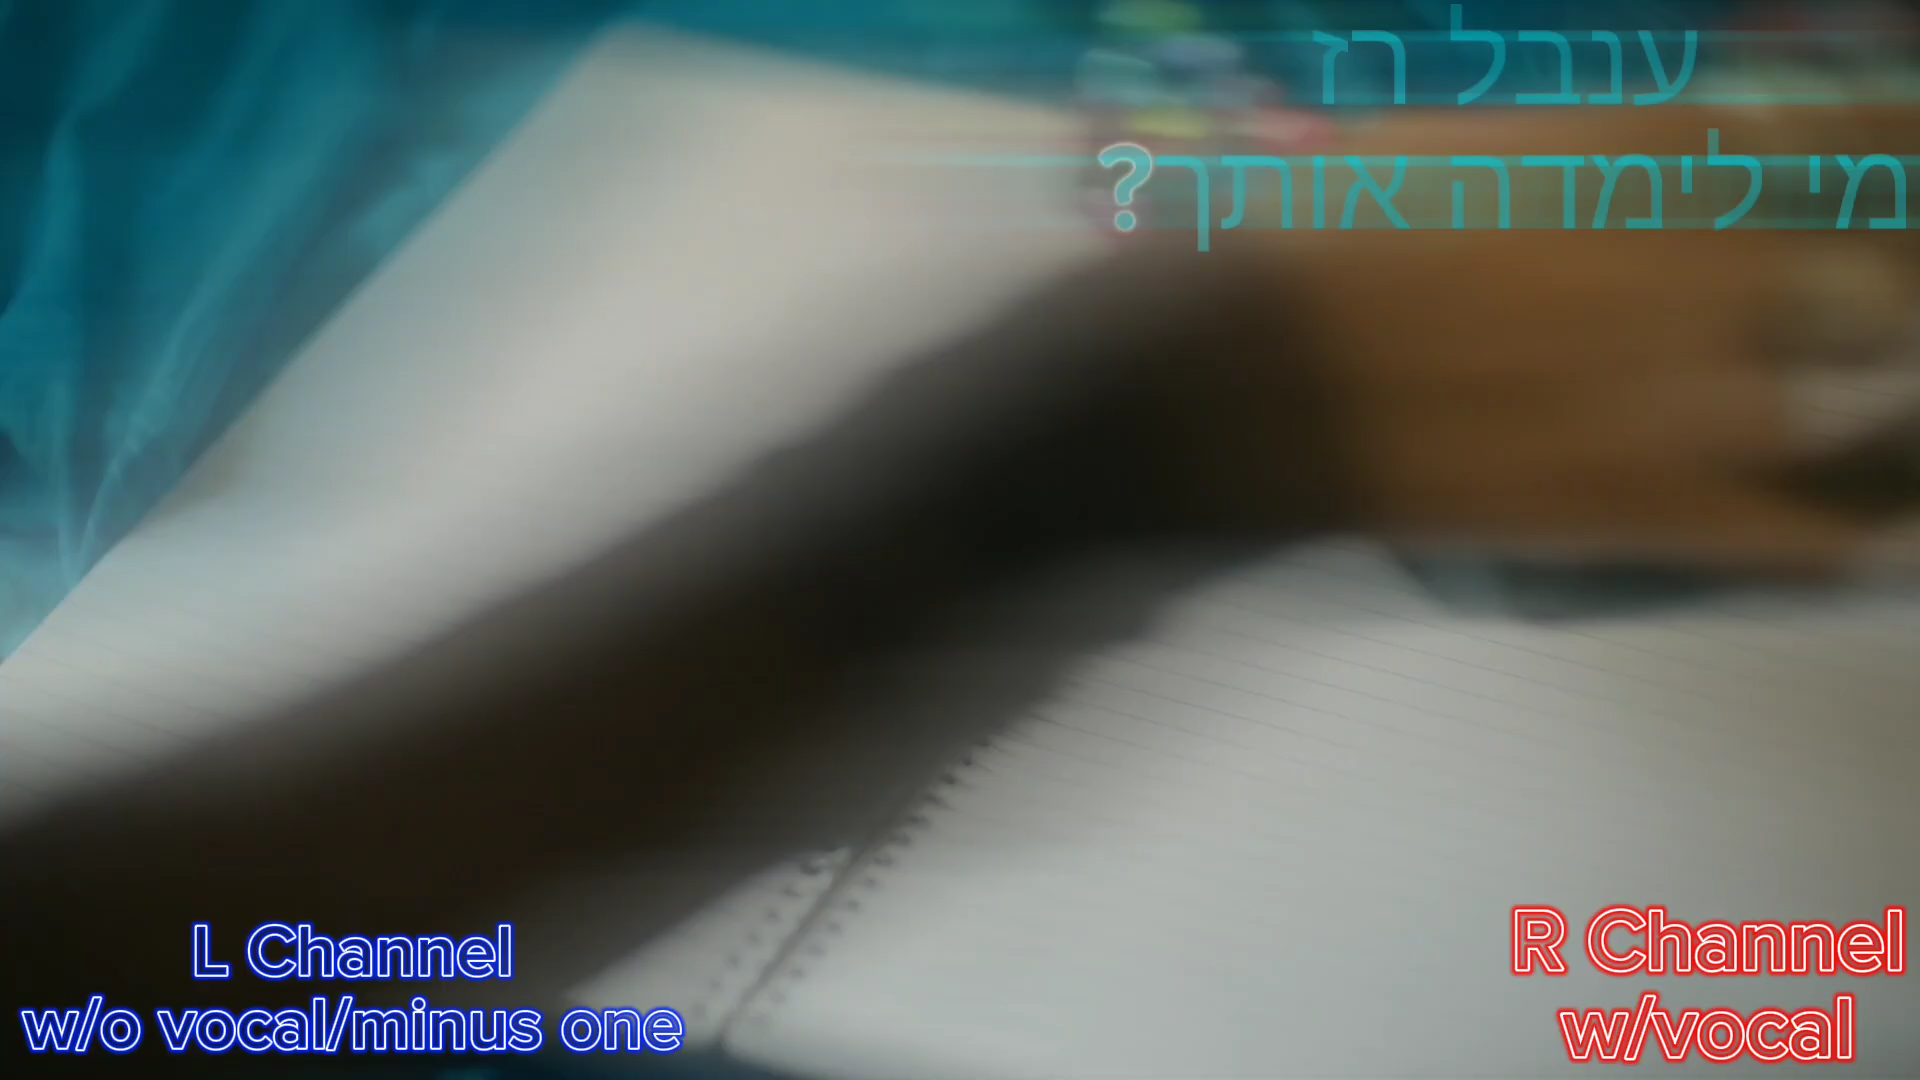 ענבל רז
מי לימדה אותך?
L Channel
w/o vocal/minus one
R Channel
w/vocal